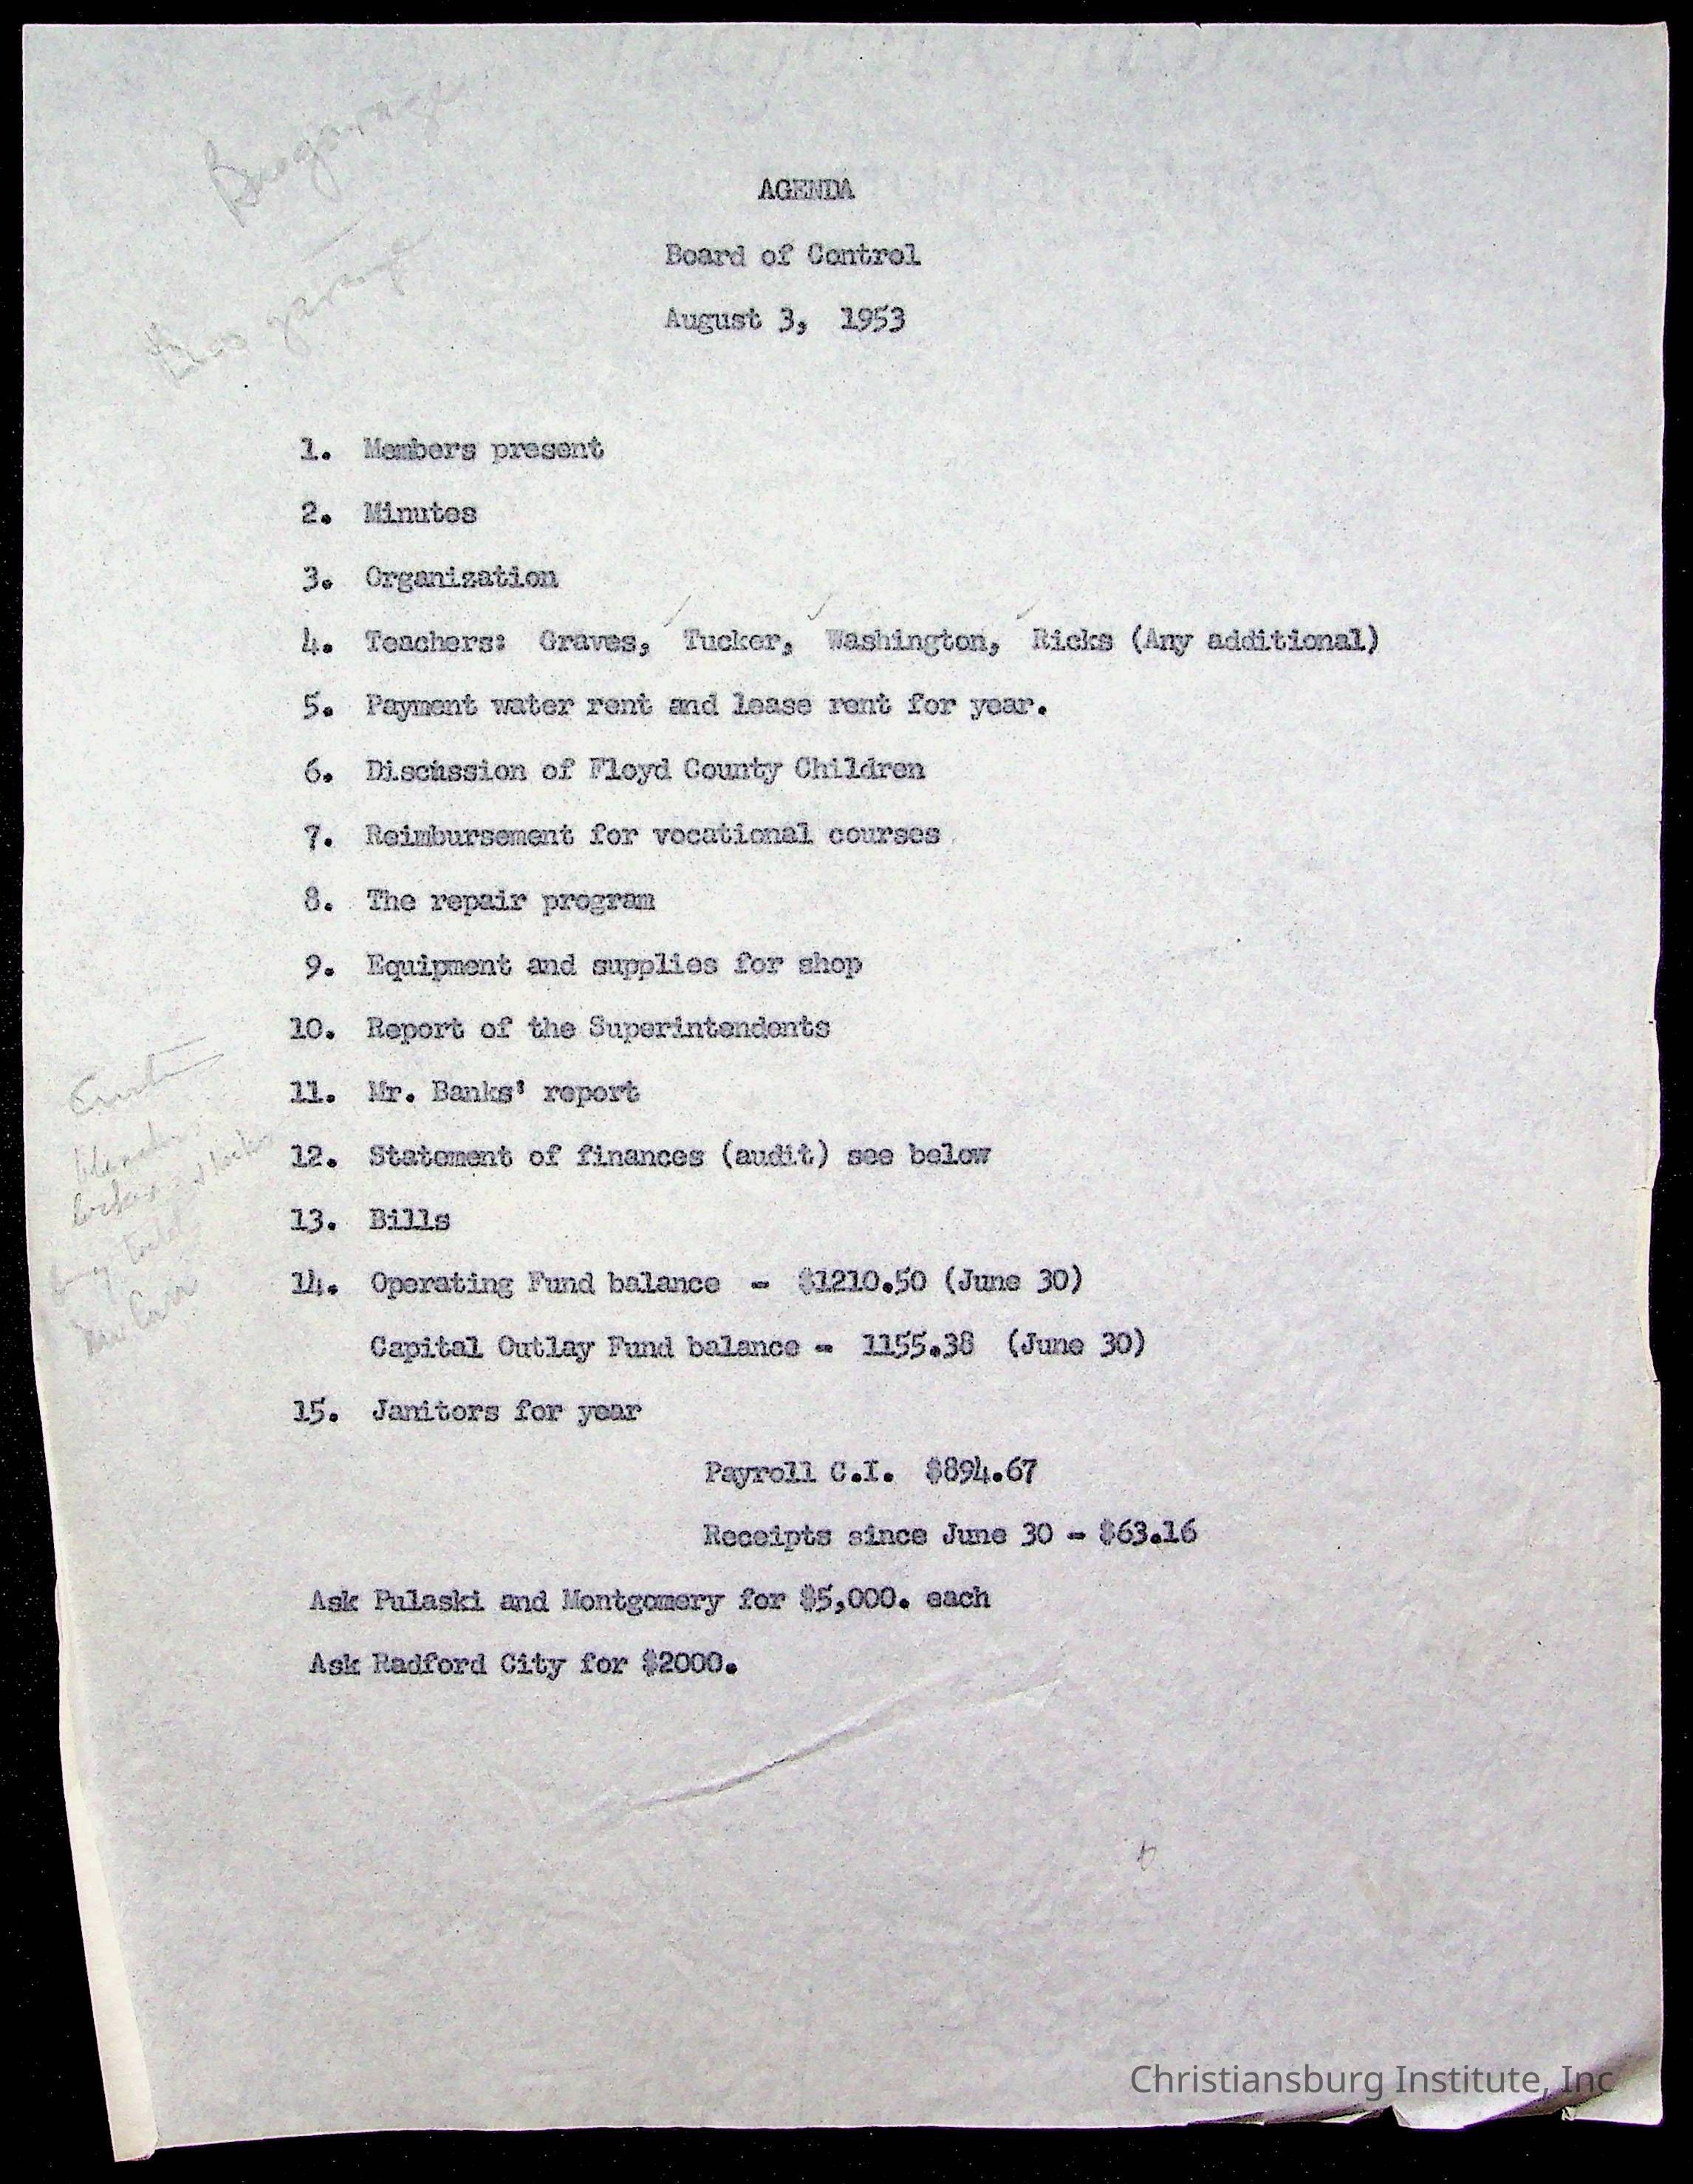 Bus garage
Bus garage
AGENDA
Board of Control
August 3, 1953
1. Members present
2. Minutes
3. Organization
4. Teachers: Graves, Tucker, Washington, Ricks (Any additional)
5. Payment water rent and lease rent for year.
6. Discussion of Floyd County Children
7. Reimbursement for vocational courses
8. The repair program
9. Equipment and supplies for shop
10. Report of the Superintendents
11. Mr. Banks' report
12. Statement of finances (audit) see below
13. Bills
14. Operating Fund balance - $1210.50 (June 30)
Capital Outlay Fund balance - 1155.38 (June 30)
15. Janitors for year
Payroll C.I. $894.67
Receipts since June 30 - $63.16
Ask Pulaski and Montgomery for $5,000. each
Ask Radford City for $2000.
Christiansburg Institute, Inc